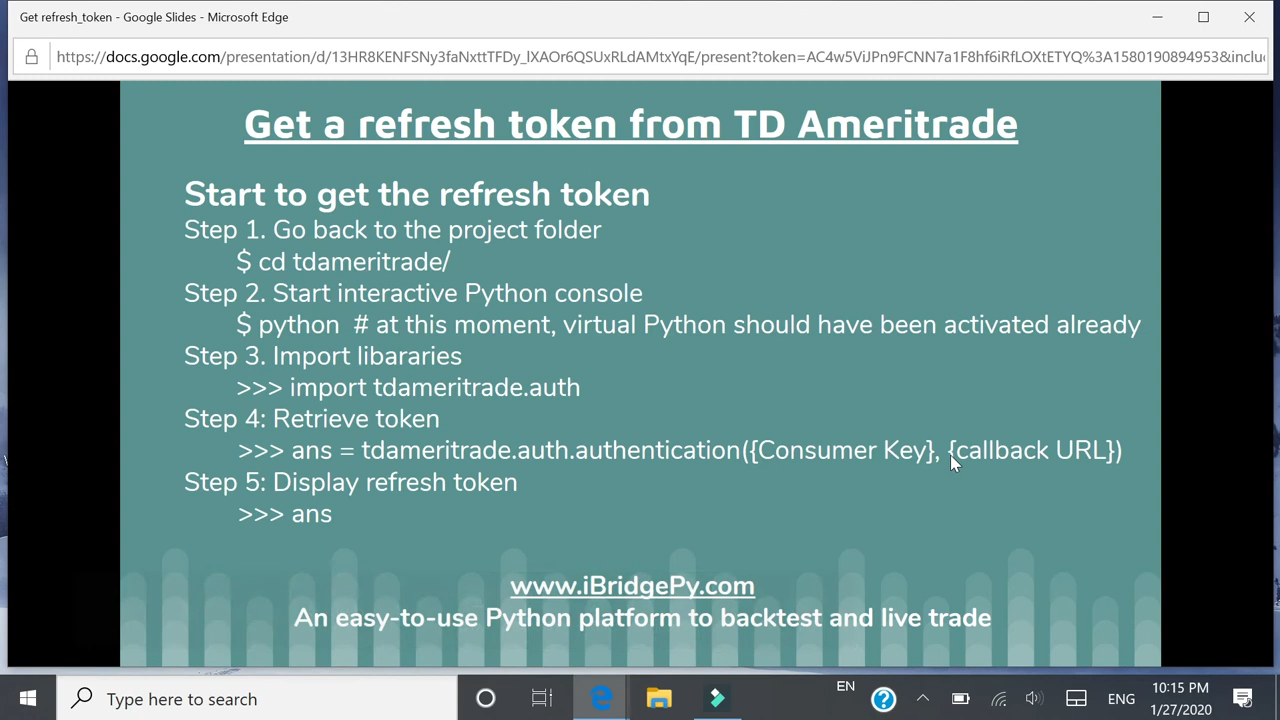 Get refresh_token - Google Slides - Microsoft Edge
https://docs.google.com/presentation/d/13HR8KENFSNy3faNxttTFDy_lXAOr6QSUxRLdAMtxYqE/present?token=AC4w5ViJPn9FCNN7a1F8hf6iRfLOXtETYQ%3A1580190894953&inclu
Get a refresh token from TD Ameritrade
Start to get the refresh token
Step 1. Go back to the project folder
$ cd tdameritrade/
Step 2. Start interactive Python console
$ python # at this moment, virtual Python should have been activated already
Step 3. Import libararies
>>> import tdameritrade.auth
Step 4: Retrieve token
>>> ans = tdameritrade.auth.authentication({Consumer Key}, {callback URL})
Step 5: Display refresh token
>>> ans
www.iBridgePy.com
An easy-to-use Python platform to backtest and live trade
Type here to search
EN
ENG
10:15 PM
1/27/2020